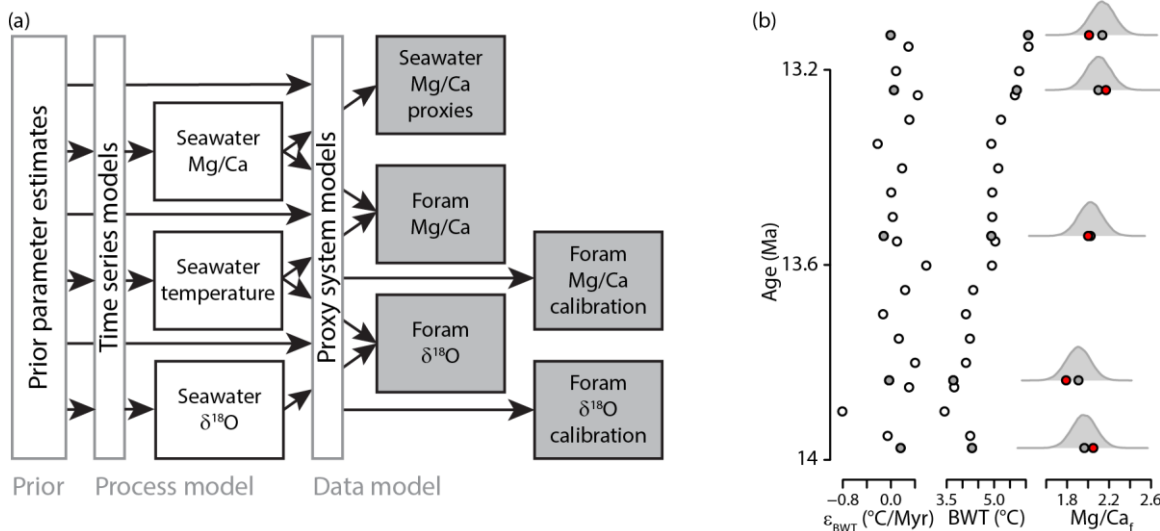 (a)
Prior parameter estimates
Time series models
Seawater
Mg/Ca
Seawater
temperature
Seawater
δ¹⁸O
Proxy system models
Seawater
Mg/Ca
proxies
Foram
Mg/Ca
Foram
δ¹⁸O
Foram
Mg/Ca
calibration
Foram
δ¹⁸O
calibration
Prior
Process model
Data model
(b)
Age (Ma)
13.2
13.6
14
−0.8 0.0
ε_BWT (°C/Myr)
3.5 5.0
BWT (°C)
1.8 2.2 2.6
Mg/Ca_f